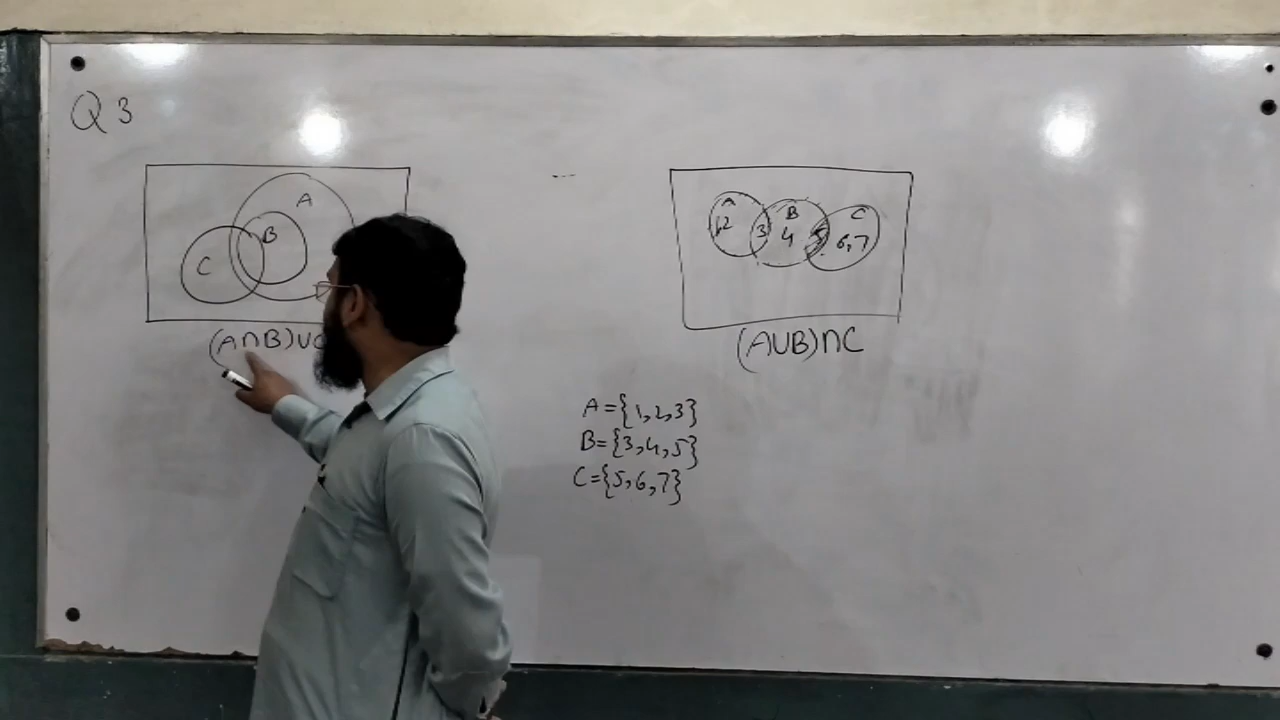 Q 3
A
B
C
(A∩B)∪C
A B C
1,2 3 4 5 6,7
(A∪B)∩C
A={1,2,3}
B={3,4,5}
C={5,6,7}